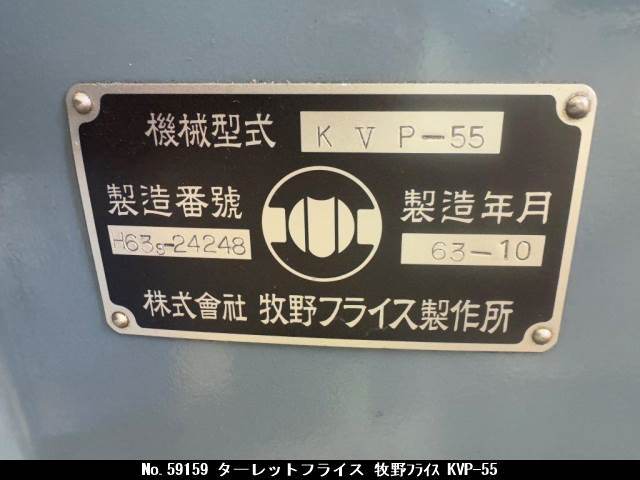 機械型式 KVP-55
製造番號 製造年月
H63s-24248 63-10
株式會社 牧野フライス製作所
No.59159 ターレットフライス 牧野ﾌﾗｲｽ KVP-55